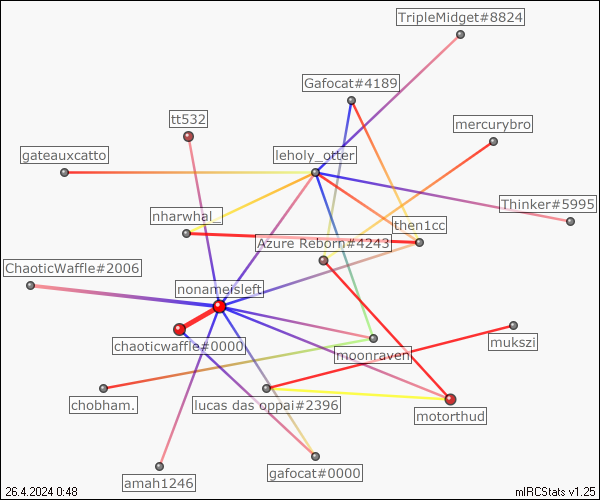 TripleMidget#8824
Gafocat#4189
tt532
mercurybro
gateauxcatto
leholy_otter
Thinker#5995
nharwhal_
then1cc
Azure Reborn#4243
ChaoticWaffle#2006
nonameisleft
chaoticwaffle#0000
mukszi
moonraven
chobham.
lucas das oppai#2396
motorthud
gafocat#0000
amah1246
26.4.2024 0:48
mIRCStats v1.25